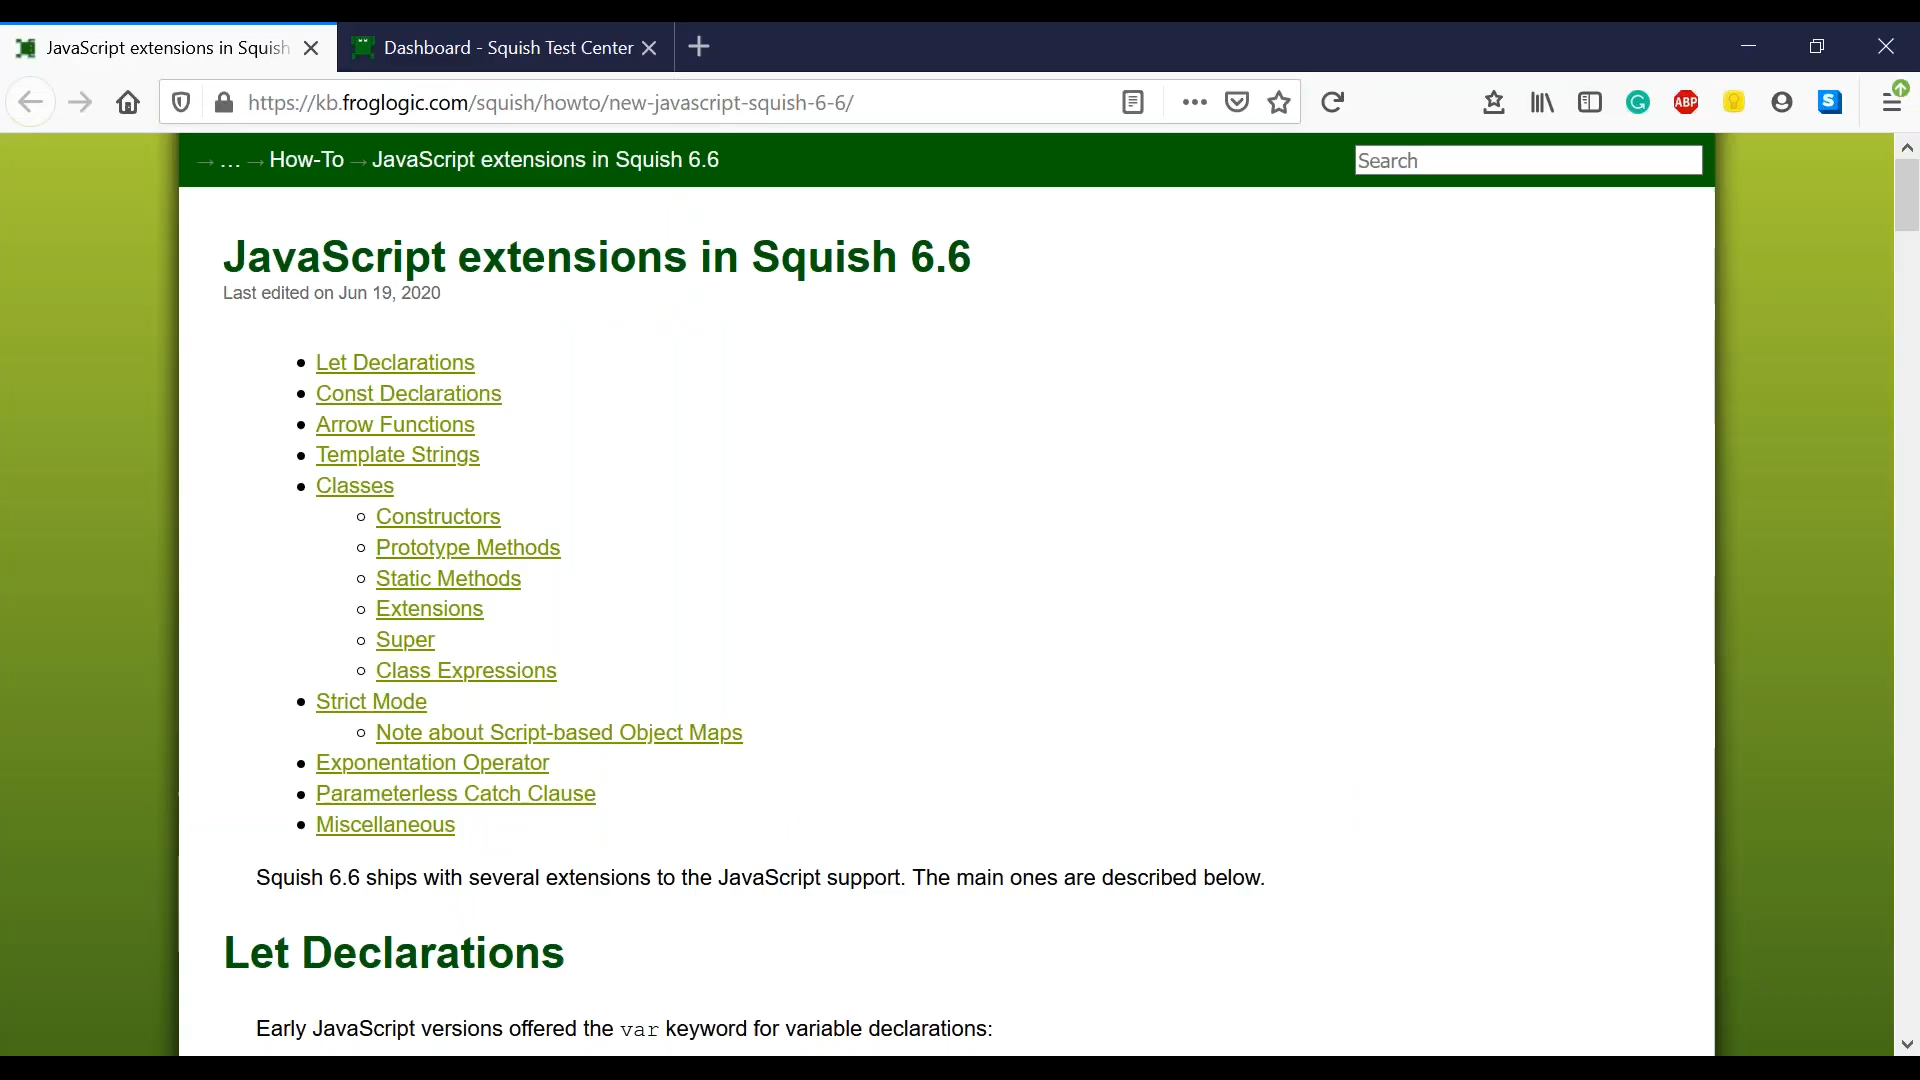 JavaScript extensions in Squish
Dashboard - Squish Test Center
https://kb.froglogic.com/squish/howto/new-javascript-squish-6-6/
ABP
S
→ ... → How-To → JavaScript extensions in Squish 6.6
Search
JavaScript extensions in Squish 6.6
Last edited on Jun 19, 2020
Let Declarations
Const Declarations
Arrow Functions
Template Strings
Classes
Constructors
Prototype Methods
Static Methods
Extensions
Super
Class Expressions
Strict Mode
Note about Script-based Object Maps
Exponentation Operator
Parameterless Catch Clause
Miscellaneous
Squish 6.6 ships with several extensions to the JavaScript support. The main ones are described below.
Let Declarations
Early JavaScript versions offered the var keyword for variable declarations: